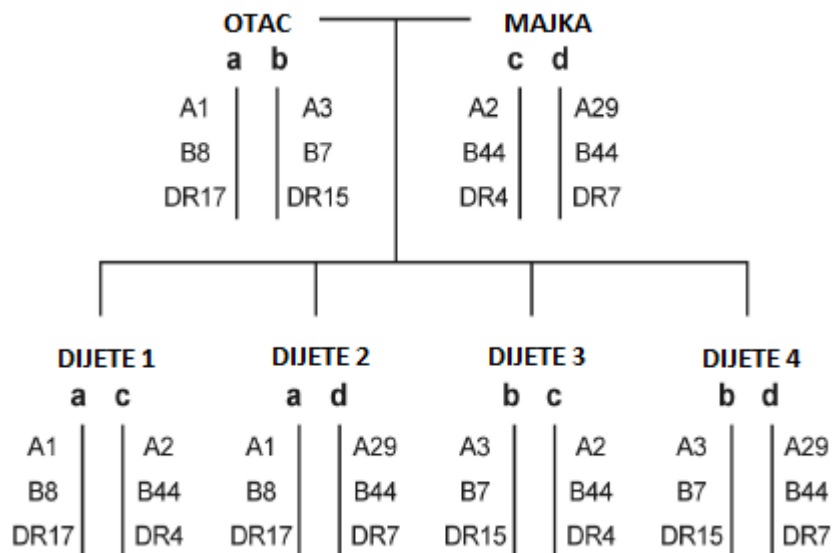 OTAC MAJKA
a b c d
A1 A3 A2 A29
B8 B7 B44 B44
DR17 DR15 DR4 DR7
DIJETE 1 DIJETE 2 DIJETE 3 DIJETE 4
a c a d b c b d
A1 A2 A1 A29 A3 A2 A3 A29
B8 B44 B8 B44 B7 B44 B7 B44
DR17 DR4 DR17 DR7 DR15 DR4 DR15 DR7